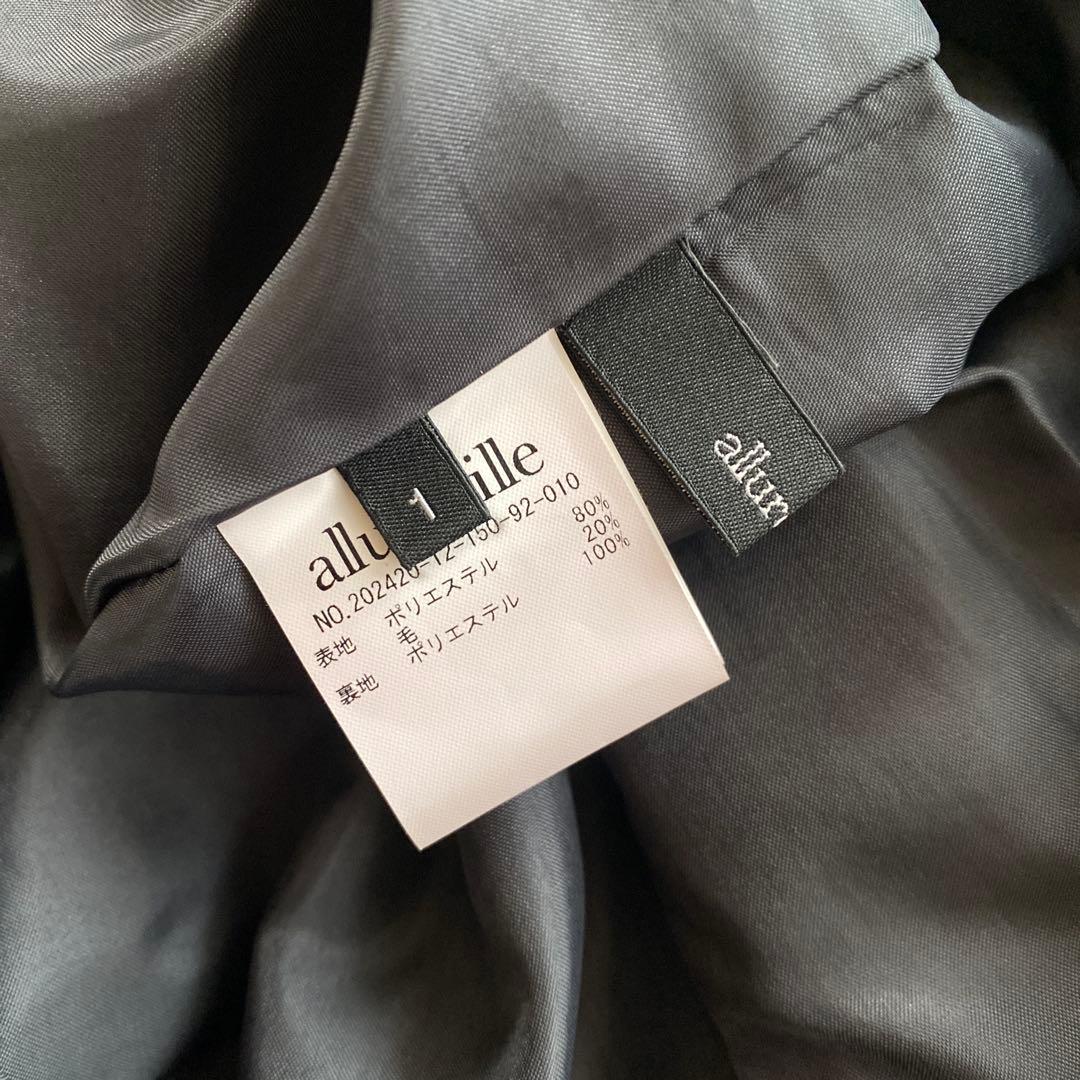 allu ille
1
NO.202420-12-150-92-010
表地 ポリエステル 80%
毛 20%
裏地 ポリエステル 100%
allur